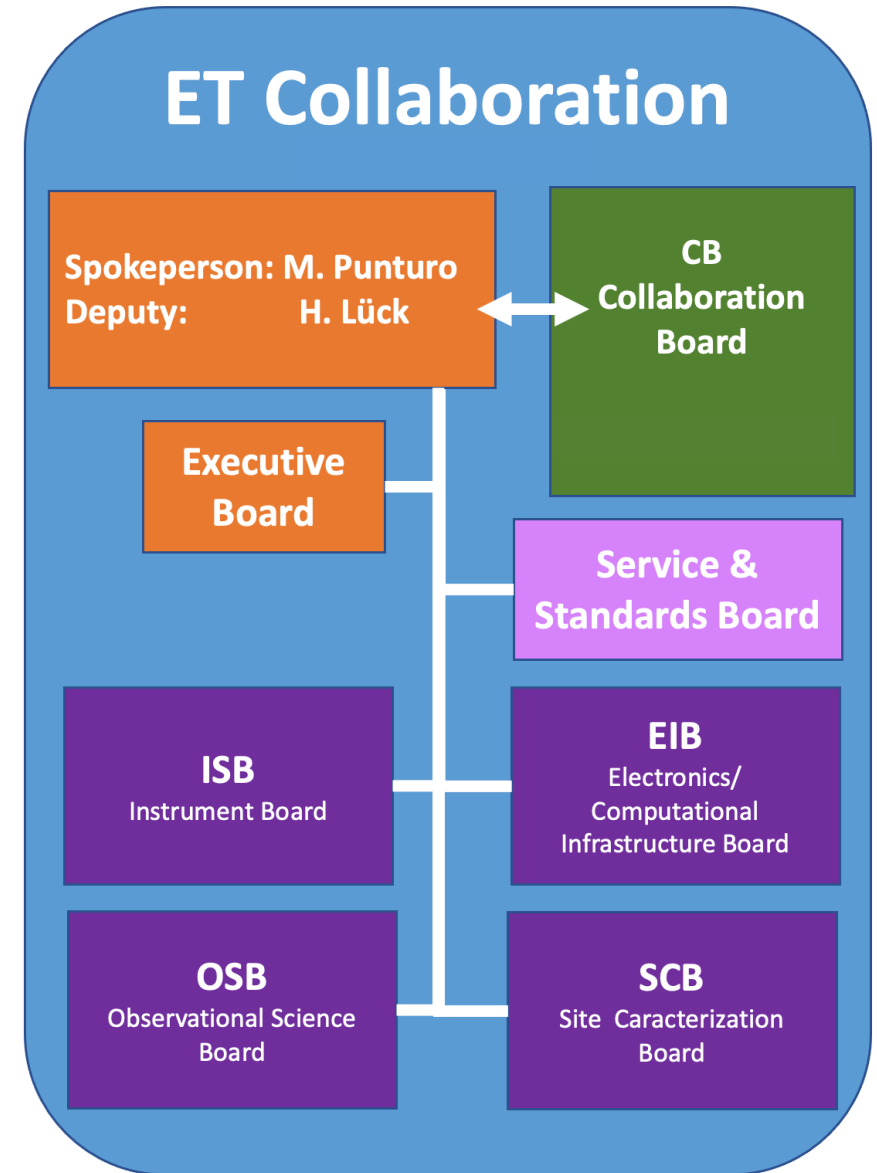 ET Collaboration
Spokeperson: M. Punturo
Deputy: H. Lück
CB
Collaboration
Board
Executive
Board
Service &
Standards Board
ISB
Instrument Board
EIB
Electronics/
Computational
Infrastructure Board
OSB
Observational Science
Board
SCB
Site Caracterization
Board